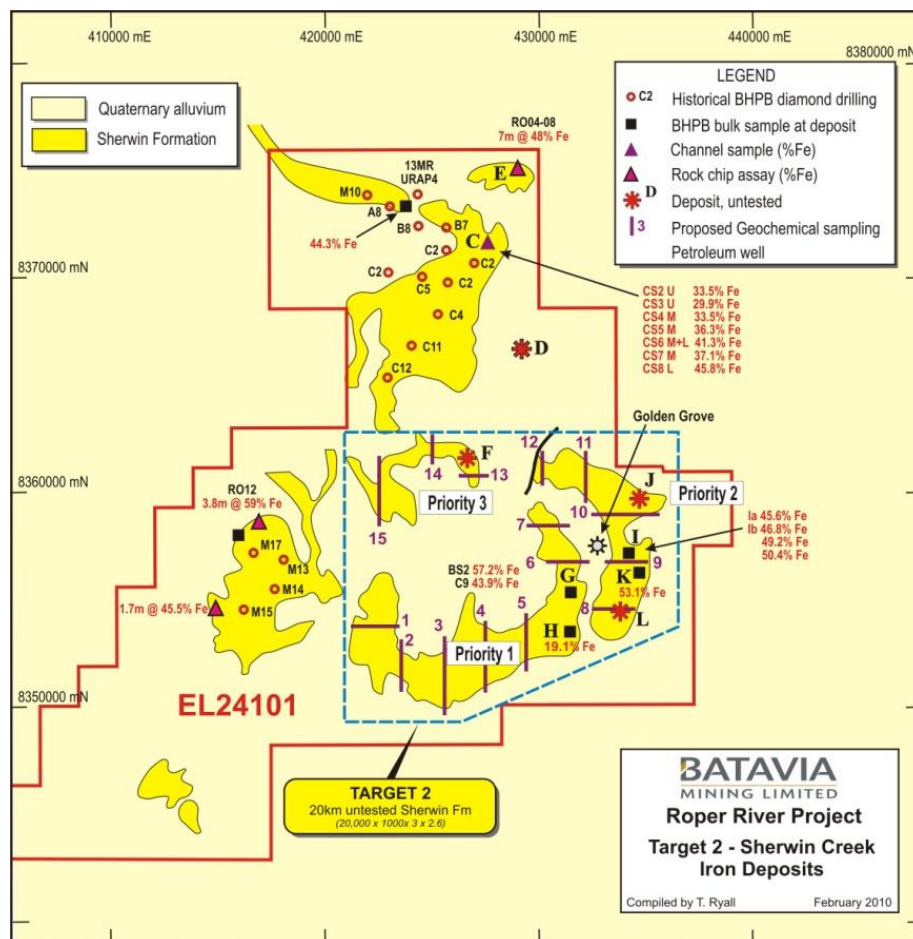 410000 mE
420000 mE
430000 mE
440000 mE
8380000 mN
8370000 mN
8360000 mN
8350000 mN
Quaternary alluvium
Sherwin Formation
LEGEND
C2 Historical BHPB diamond drilling
BHPB bulk sample at deposit
Channel sample (%Fe)
Rock chip assay (%Fe)
D Deposit, untested
3 Proposed Geochemical sampling
Petroleum well
RO04-08
7m @ 48% Fe
E
13MR
URAP4
M10
A8
44.3% Fe
B8
B7
C
C2
C2
C2
C5
C2
C4
C11
C12
D
CS2 U 33.5% Fe
CS3 U 29.9% Fe
CS4 M 33.5% Fe
CS5 M 36.3% Fe
CS6 M+L 41.3% Fe
CS7 M 37.1% Fe
CS8 L 45.8% Fe
Golden Grove
F
14
13
15
Priority 3
12
11
10
J
Priority 2
RO12
3.8m @ 59% Fe
M17
M13
M14
M15
1.7m @ 45.5% Fe
7
6
I
Ia 45.6% Fe
Ib 46.8% Fe
49.2% Fe
50.4% Fe
9
K
53.1% Fe
BS2 57.2% Fe
C9 43.9% Fe
G
8
L
H
19.1% Fe
1
2
3
4
5
Priority 1
EL24101
TARGET 2
20km untested Sherwin Fm
(20,000 x 1000x 3 x 2.6)
BATAVIA
MINING LIMITED
Roper River Project
Target 2 - Sherwin Creek
Iron Deposits
Compiled by T. Ryall February 2010